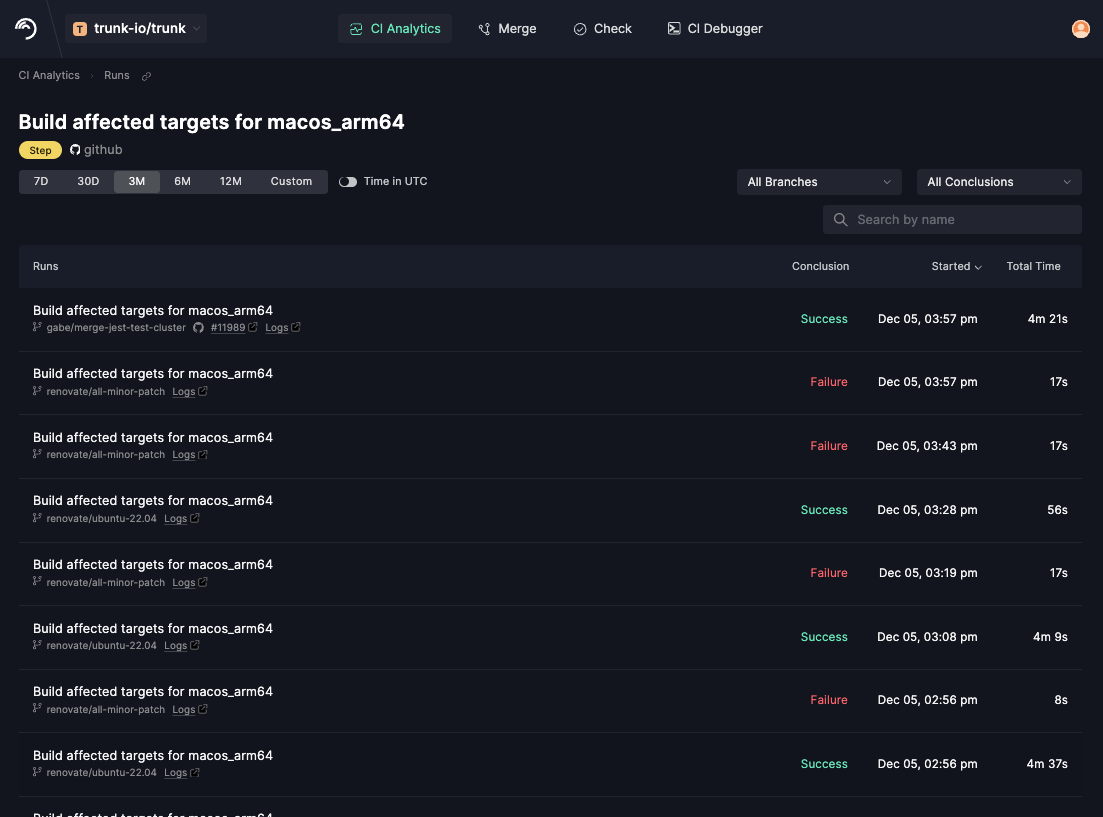 T trunk-io/trunk CI Analytics Merge Check CI Debugger
CI Analytics › Runs
Build affected targets for macos_arm64
Step github
7D 30D 3M 6M 12M Custom Time in UTC All Branches All Conclusions
Search by name
Runs Conclusion Started Total Time
Build affected targets for macos_arm64
gabe/merge-jest-test-cluster #11989 Logs
Success Dec 05, 03:57 pm 4m 21s
Build affected targets for macos_arm64
renovate/all-minor-patch Logs
Failure Dec 05, 03:57 pm 17s
Build affected targets for macos_arm64
renovate/all-minor-patch Logs
Failure Dec 05, 03:43 pm 17s
Build affected targets for macos_arm64
renovate/ubuntu-22.04 Logs
Success Dec 05, 03:28 pm 56s
Build affected targets for macos_arm64
renovate/all-minor-patch Logs
Failure Dec 05, 03:19 pm 17s
Build affected targets for macos_arm64
renovate/ubuntu-22.04 Logs
Success Dec 05, 03:08 pm 4m 9s
Build affected targets for macos_arm64
renovate/all-minor-patch Logs
Failure Dec 05, 02:56 pm 8s
Build affected targets for macos_arm64
renovate/ubuntu-22.04 Logs
Success Dec 05, 02:56 pm 4m 37s
Build affected targets for macos_arm64